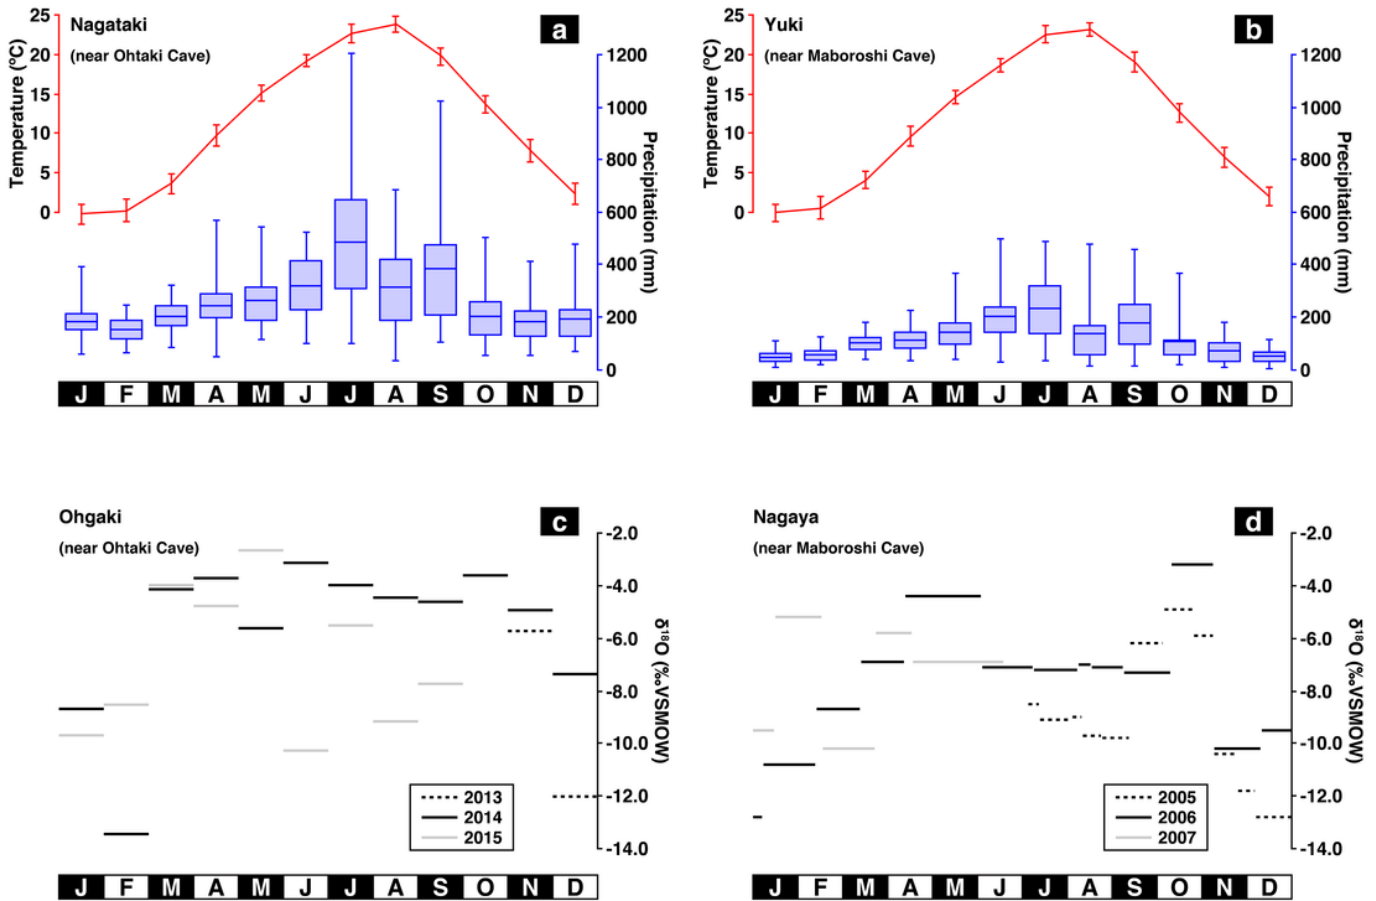 Nagataki
(near Ohtaki Cave)
a
Temperature (°C)
25
20
15
10
5
0
1200
1000
800
600
400
200
0
Precipitation (mm)
J F M A M J J A S O N D
Yuki
(near Maboroshi Cave)
b
Temperature (°C)
25
20
15
10
5
0
1200
1000
800
600
400
200
0
Precipitation (mm)
J F M A M J J A S O N D
Ohgaki
(near Ohtaki Cave)
c
-2.0
-4.0
-6.0
-8.0
-10.0
-12.0
-14.0
δ¹⁸O (‰VSMOW)
2013
2014
2015
J F M A M J J A S O N D
Nagaya
(near Maboroshi Cave)
d
-2.0
-4.0
-6.0
-8.0
-10.0
-12.0
-14.0
δ¹⁸O (‰VSMOW)
2005
2006
2007
J F M A M J J A S O N D